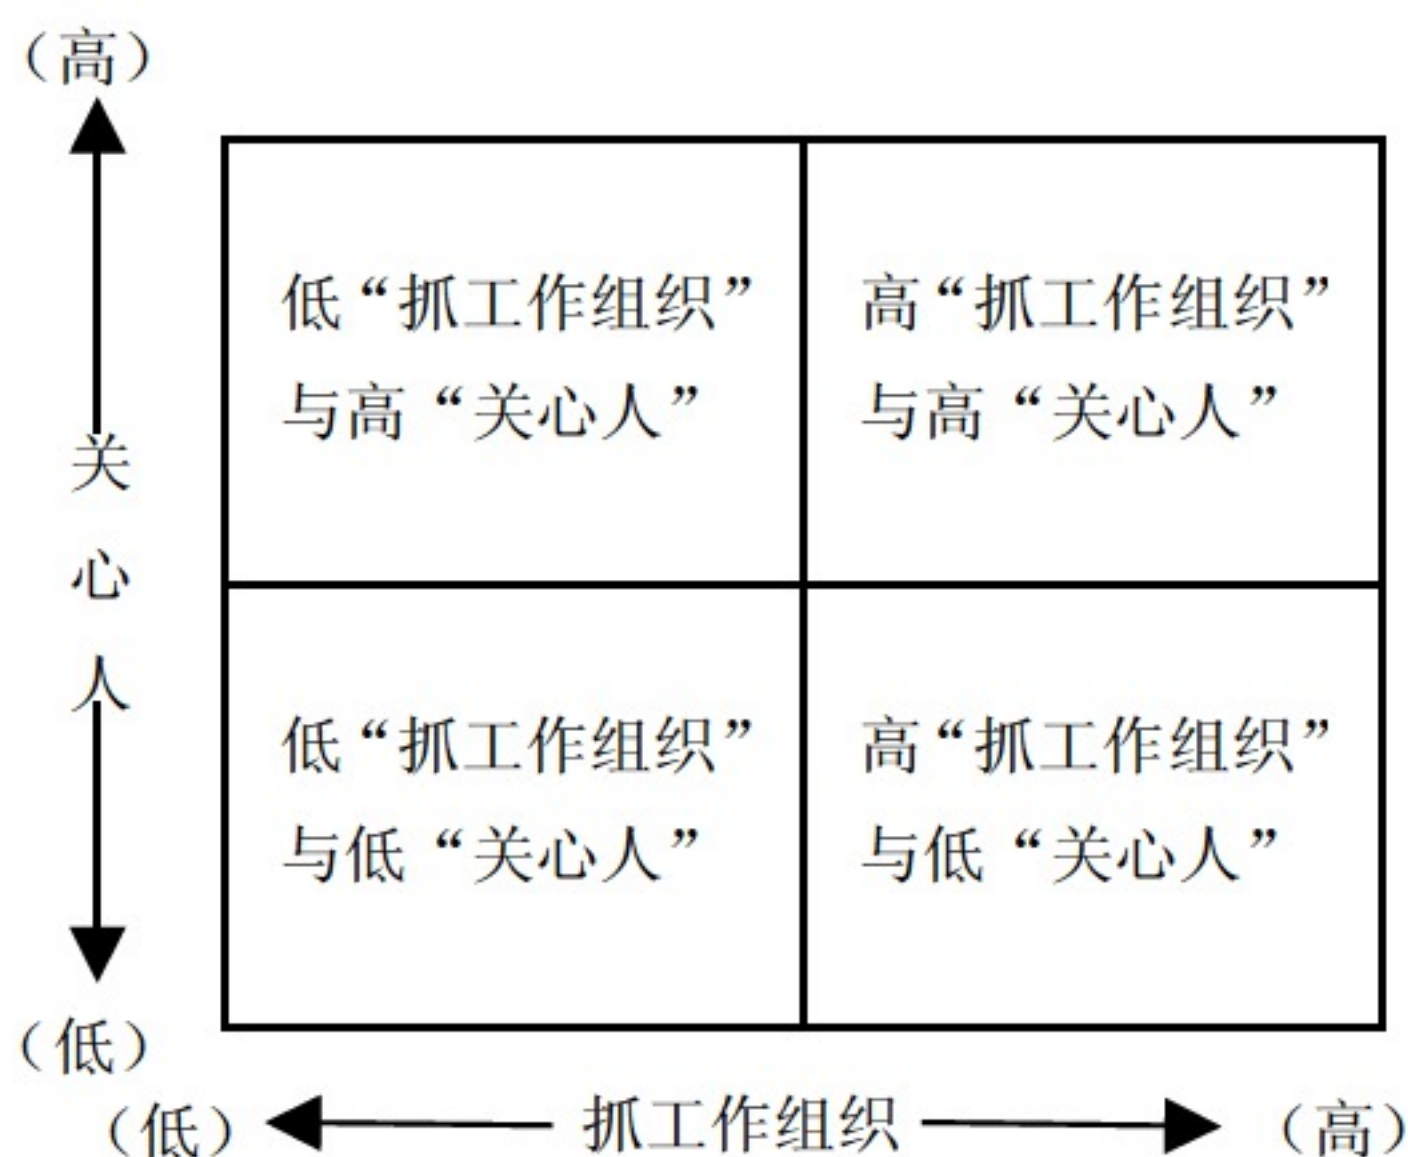 （高）
低“抓工作组织”
与高“关心人”
高“抓工作组织”
与高“关心人”
关
心
人
低“抓工作组织”
与低“关心人”
高“抓工作组织”
与低“关心人”
（低）
（低）
抓工作组织
（高）